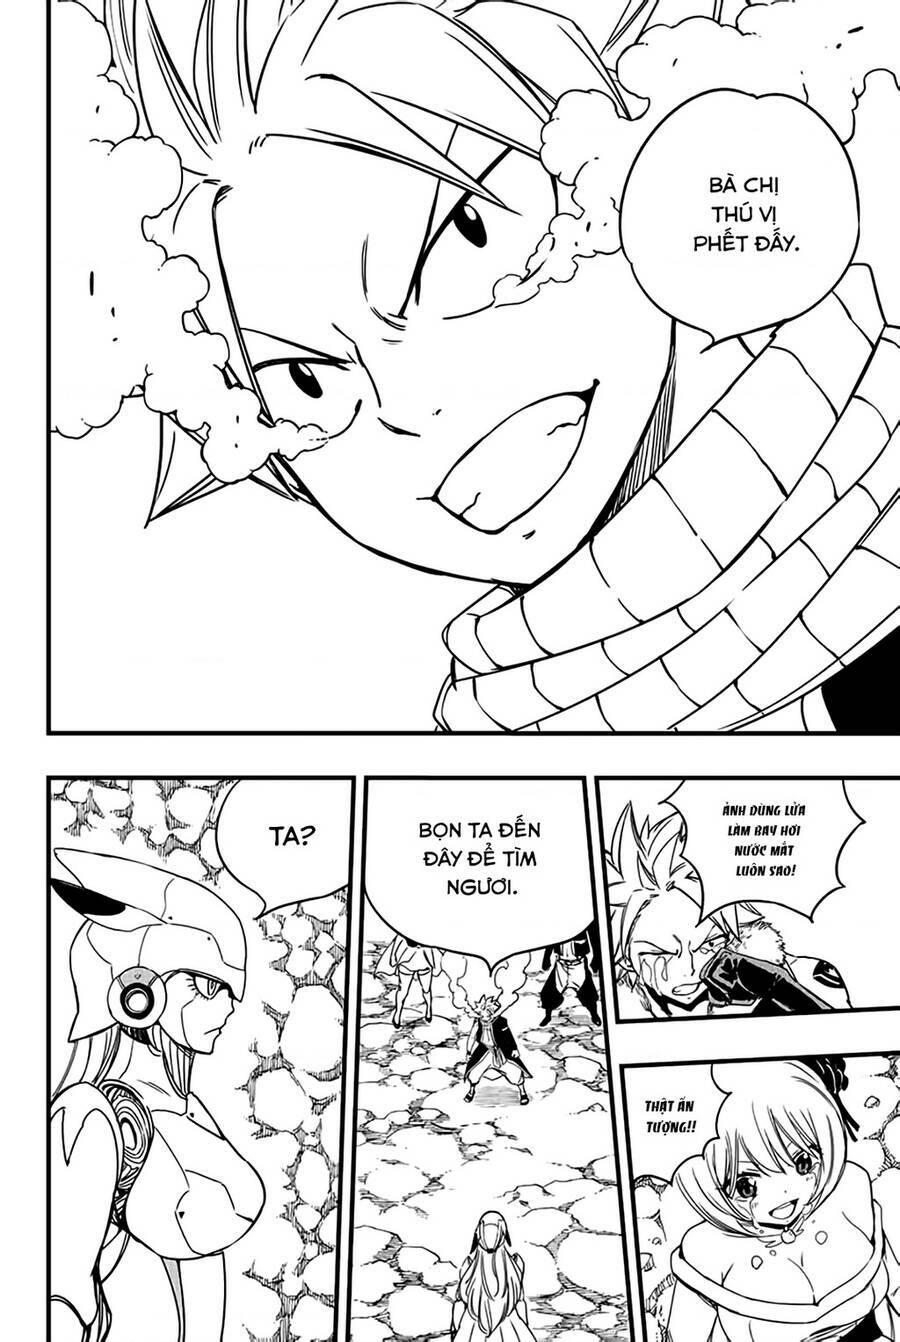 BÀ CHỊ
THÚ VỊ
PHẾT ĐẤY.
ẢNH DÙNG LỬA
LÀM BAY HƠI
NƯỚC MẮT
LUÔN SAO!
THẬT ẤN
TƯỢNG!!
BỌN TA ĐẾN
ĐÂY ĐỂ TÌM
NGƯƠI.
TA?